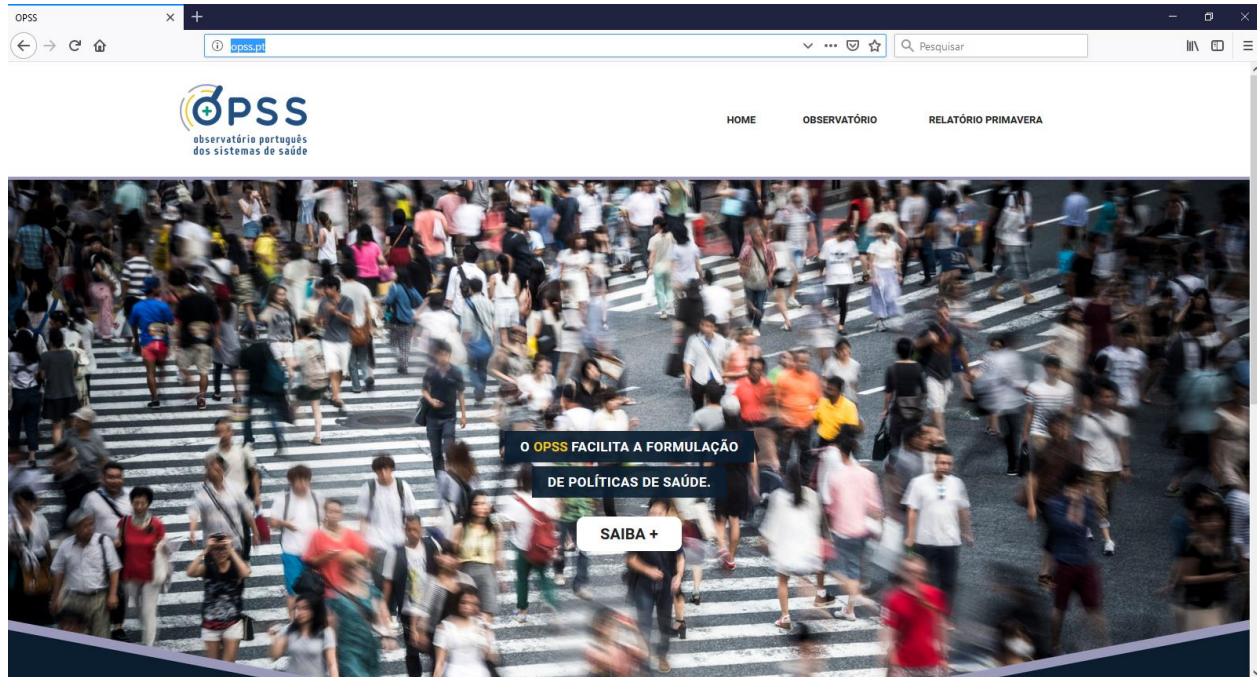 OPSS
opss.pt
Pesquisar
OPSS
observatório português
dos sistemas de saúde
HOME OBSERVATÓRIO RELATÓRIO PRIMAVERA
O OPSS FACILITA A FORMULAÇÃO
DE POLÍTICAS DE SAÚDE.
SAIBA +